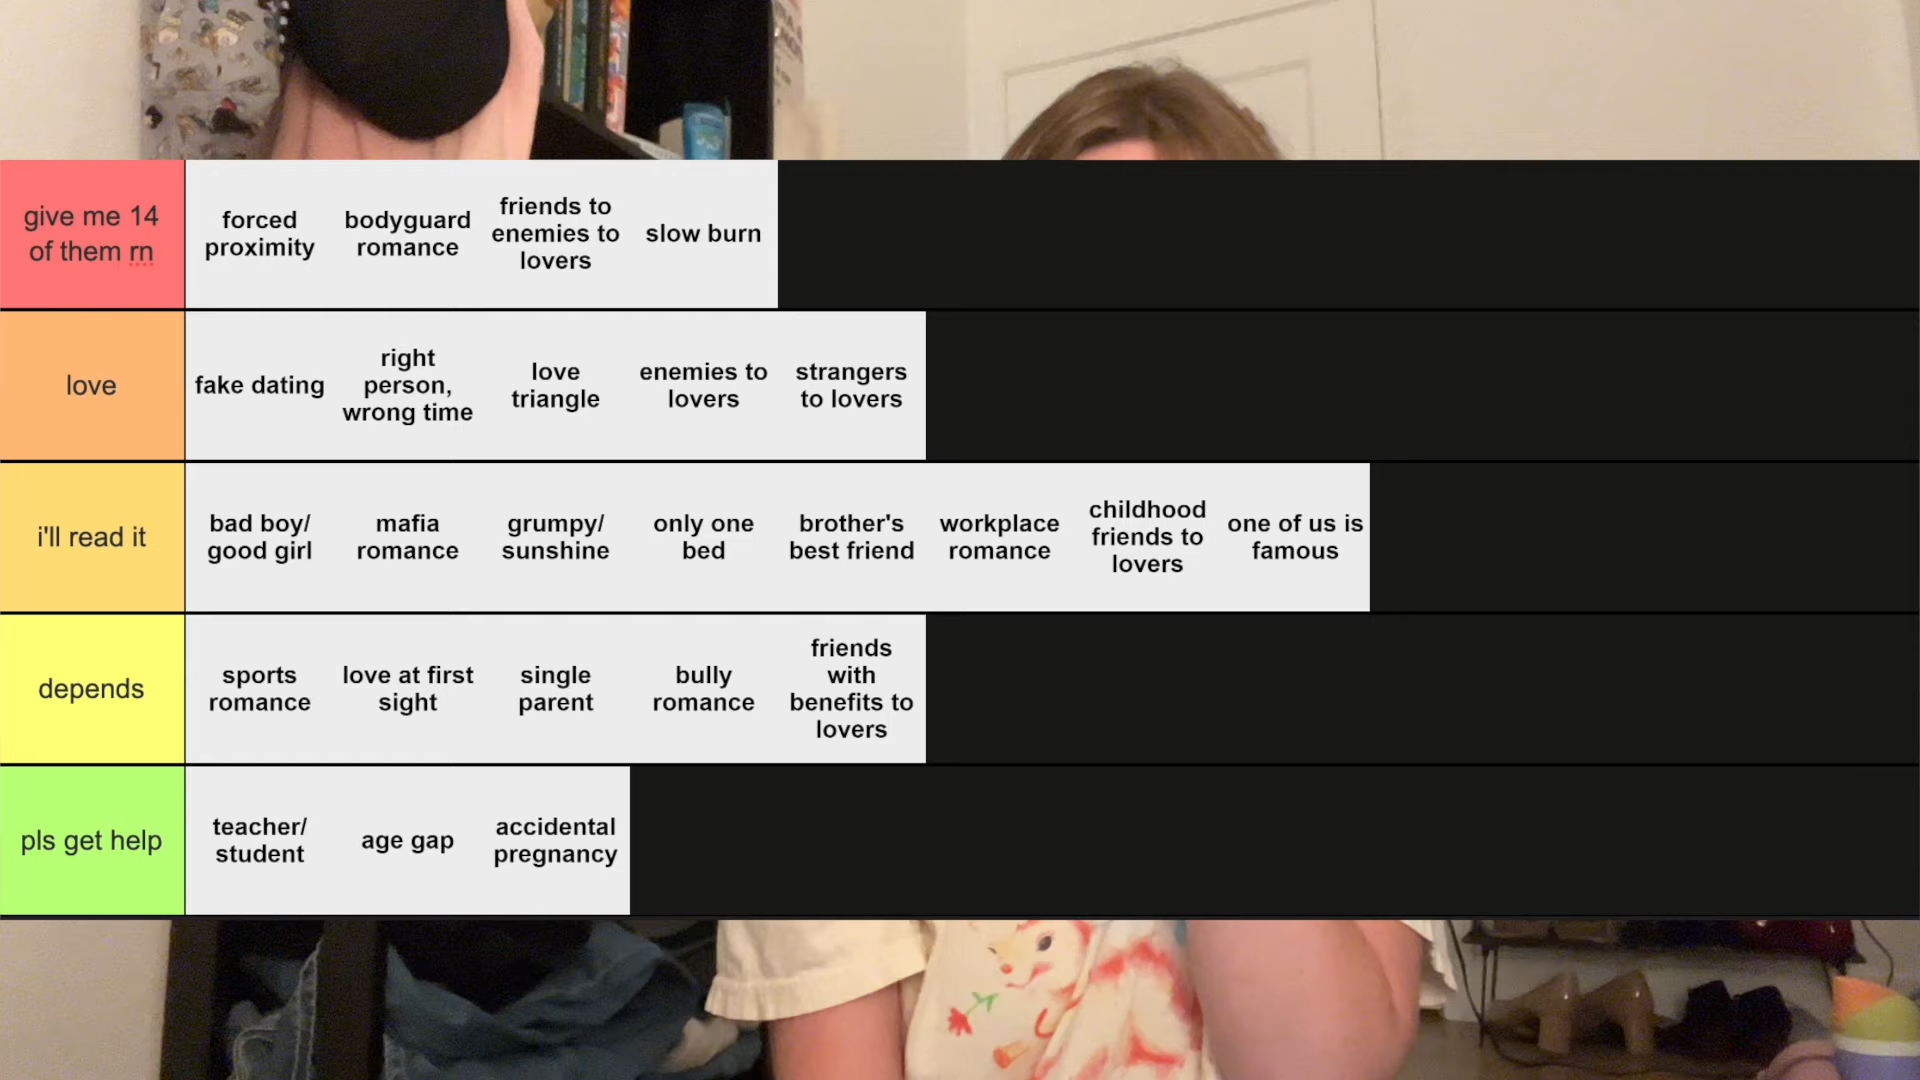 give me 14
of them rn
forced
proximity
bodyguard
romance
friends to
enemies to
lovers
slow burn
love
fake dating
right
person,
wrong time
love
triangle
enemies to
lovers
strangers
to lovers
i'll read it
bad boy/
good girl
mafia
romance
grumpy/
sunshine
only one
bed
brother's
best friend
workplace
romance
childhood
friends to
lovers
one of us is
famous
depends
sports
romance
love at first
sight
single
parent
bully
romance
friends
with
benefits to
lovers
pls get help
teacher/
student
age gap
accidental
pregnancy